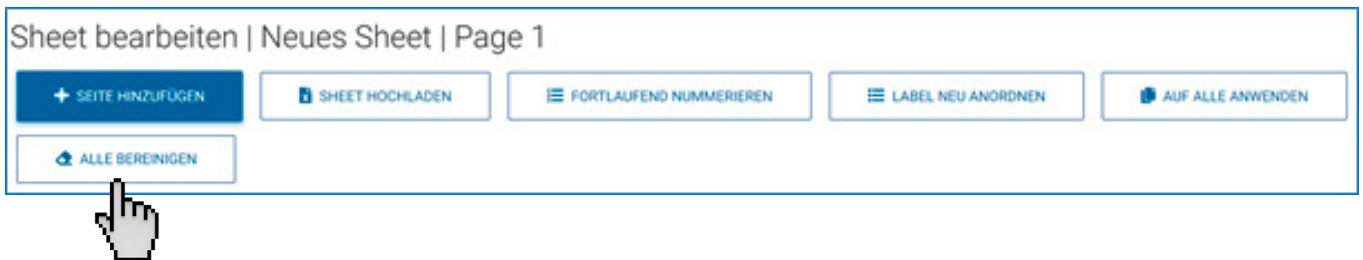 Sheet bearbeiten | Neues Sheet | Page 1
SEITE HINZUFÜGEN SHEET HOCHLADEN FORTLAUFEND NUMMERIEREN LABEL NEU ANORDNEN AUF ALLE ANWENDEN
ALLE BEREINIGEN